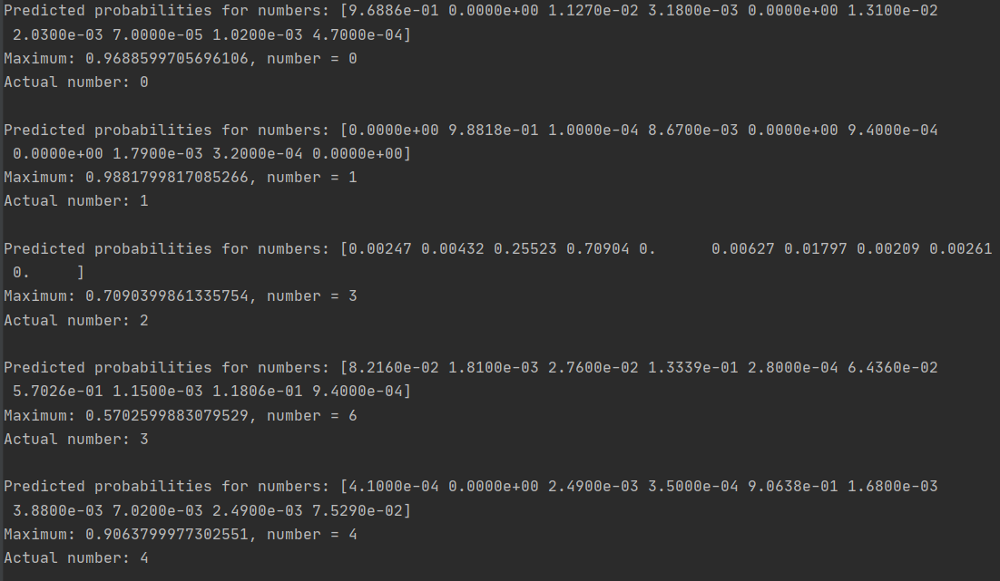 Predicted probabilities for numbers: [9.6886e-01 0.0000e+00 1.1270e-02 3.1800e-03 0.0000e+00 1.3100e-02
 2.0300e-03 7.0000e-05 1.0200e-03 4.7000e-04]
Maximum: 0.9688599705696106, number = 0
Actual number: 0

Predicted probabilities for numbers: [0.0000e+00 9.8818e-01 1.0000e-04 8.6700e-03 0.0000e+00 9.4000e-04
 0.0000e+00 1.7900e-03 3.2000e-04 0.0000e+00]
Maximum: 0.9881799817085266, number = 1
Actual number: 1

Predicted probabilities for numbers: [0.00247 0.00432 0.25523 0.70904 0.      0.00627 0.01797 0.00209 0.00261
 0.     ]
Maximum: 0.7090399861335754, number = 3
Actual number: 2

Predicted probabilities for numbers: [8.2160e-02 1.8100e-03 2.7600e-02 1.3339e-01 2.8000e-04 6.4360e-02
 5.7026e-01 1.1500e-03 1.1806e-01 9.4000e-04]
Maximum: 0.5702599883079529, number = 6
Actual number: 3

Predicted probabilities for numbers: [4.1000e-04 0.0000e+00 2.4900e-03 3.5000e-04 9.0638e-01 1.6800e-03
 3.8800e-03 7.0200e-03 2.4900e-03 7.5290e-02]
Maximum: 0.9063799977302551, number = 4
Actual number: 4